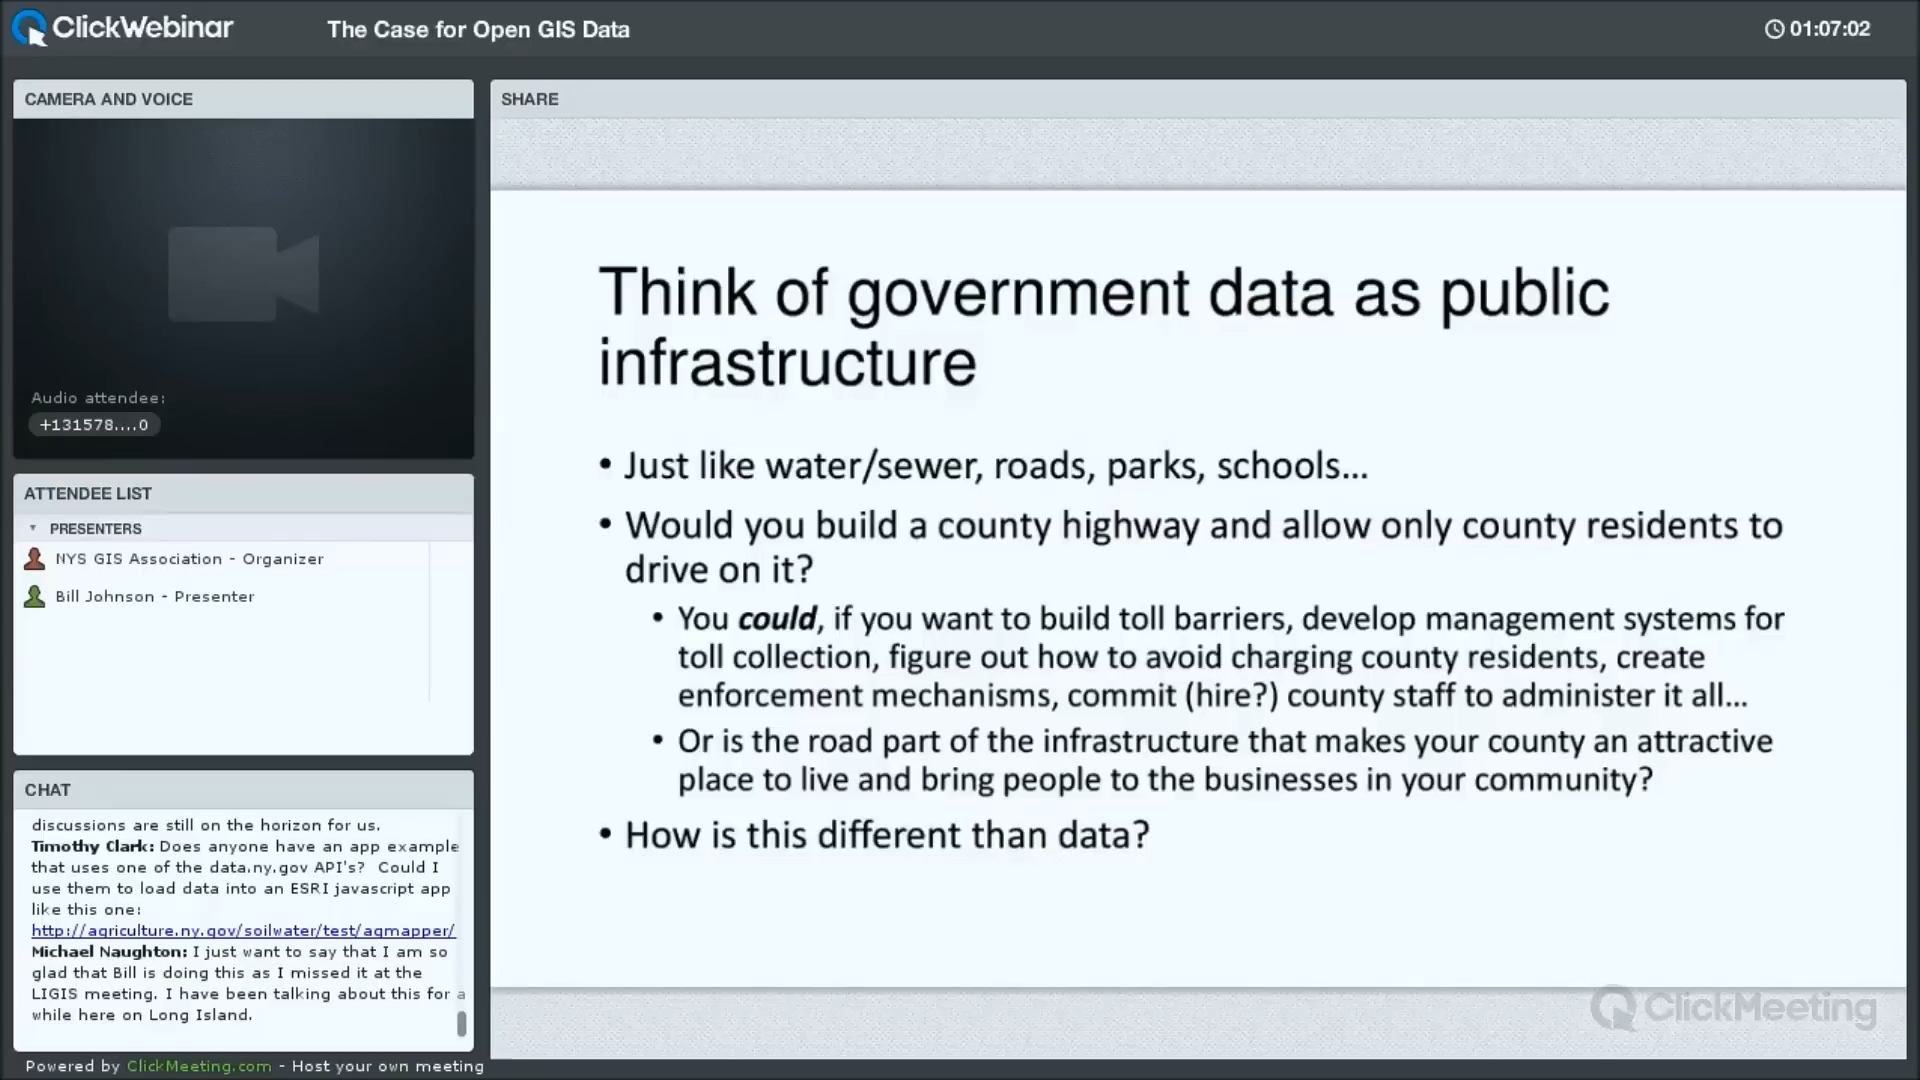 ClickWebinar
The Case for Open GIS Data
01:07:02
CAMERA AND VOICE
Audio attendee:
+131578....0
ATTENDEE LIST
PRESENTERS
NYS GIS Association - Organizer
Bill Johnson - Presenter
CHAT
discussions are still on the horizon for us.
Timothy Clark: Does anyone have an app example
that uses one of the data.ny.gov API's? Could I
use them to load data into an ESRI javascript app
like this one:
http://agriculture.ny.gov/soilwater/test/aqmapper/
Michael Naughton: I just want to say that I am so
glad that Bill is doing this as I missed it at the
LIGIS meeting. I have been talking about this for a
while here on Long Island.
Powered by ClickMeeting.com - Host your own meeting
SHARE
Think of government data as public
infrastructure
• Just like water/sewer, roads, parks, schools...
• Would you build a county highway and allow only county residents to
drive on it?
• You could, if you want to build toll barriers, develop management systems for
toll collection, figure out how to avoid charging county residents, create
enforcement mechanisms, commit (hire?) county staff to administer it all...
• Or is the road part of the infrastructure that makes your county an attractive
place to live and bring people to the businesses in your community?
• How is this different than data?
ClickMeeting